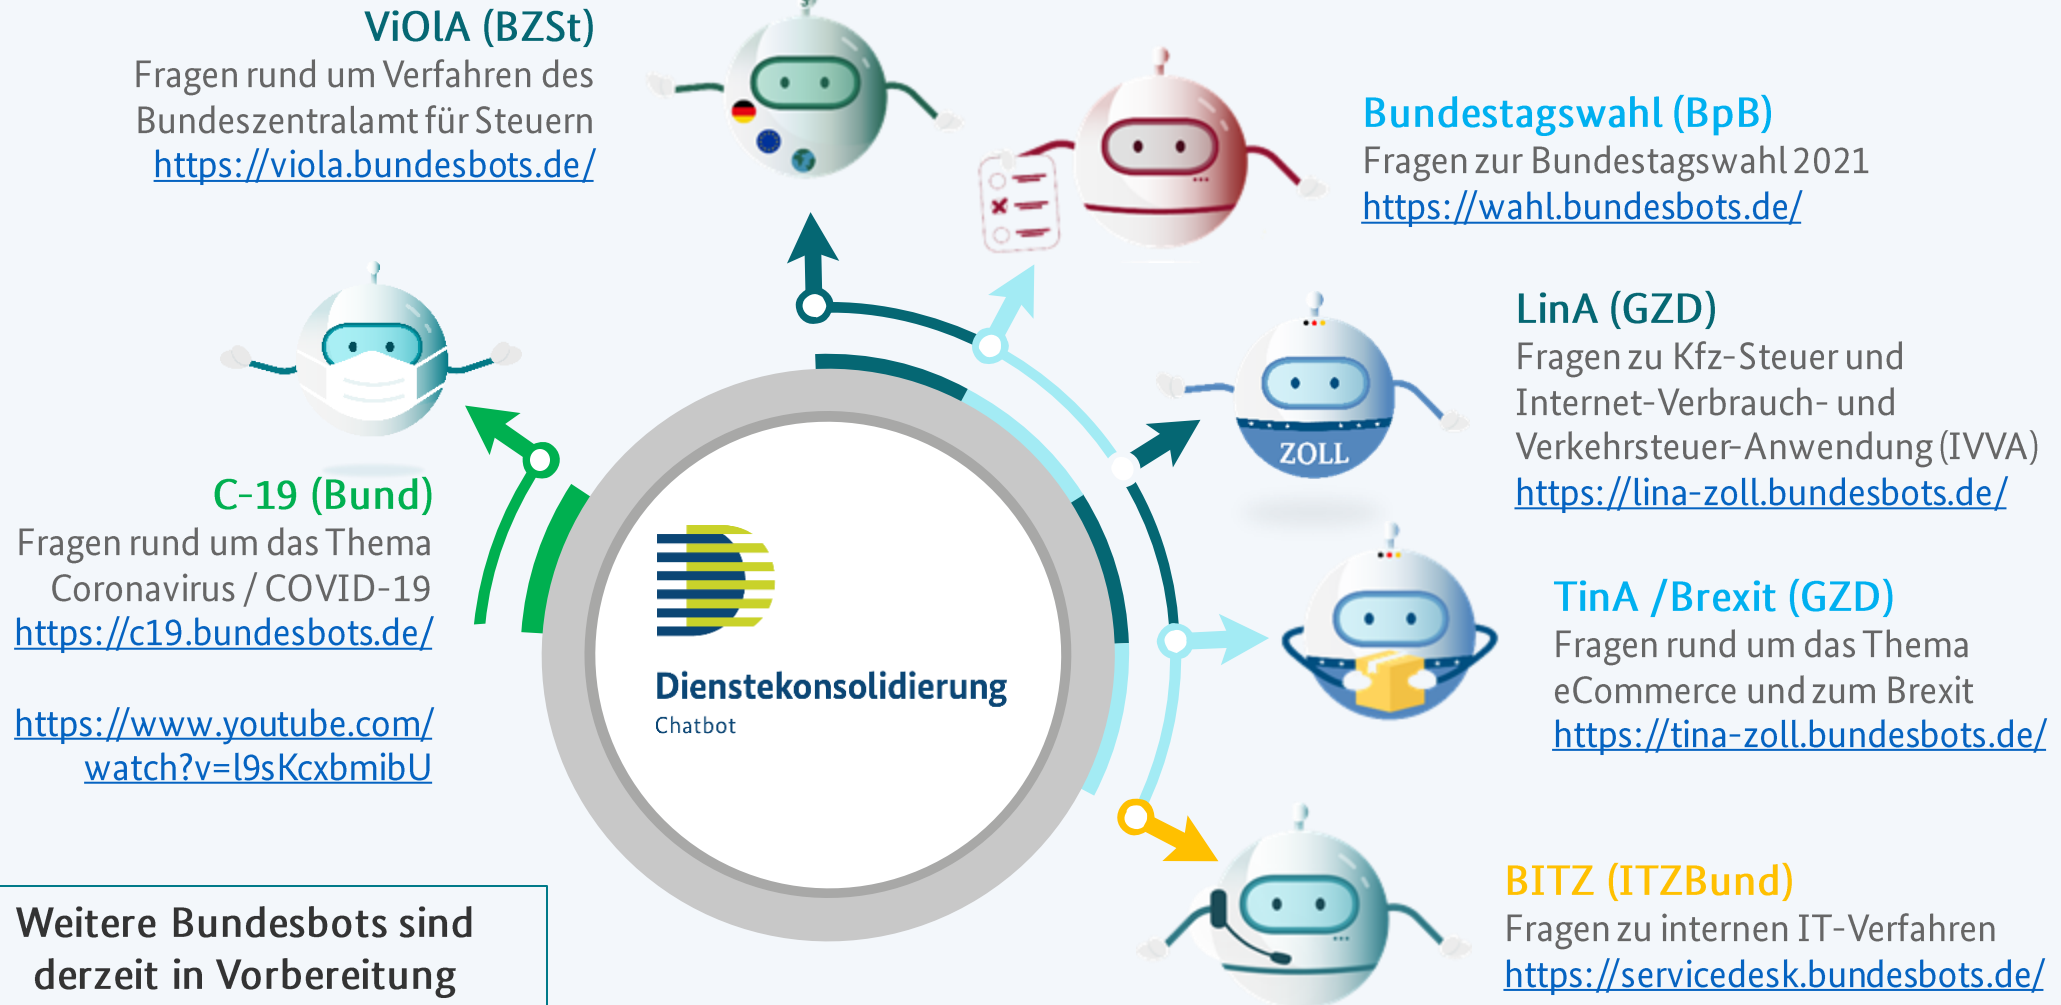 ViOlA (BZSt)
Fragen rund um Verfahren des
Bundeszentralamt für Steuern
https://viola.bundesbots.de/
Bundestagswahl (BpB)
Fragen zur Bundestagswahl 2021
https://wahl.bundesbots.de/
LinA (GZD)
Fragen zu Kfz-Steuer und
Internet-Verbrauch- und
Verkehrsteuer-Anwendung (IVVA)
https://lina-zoll.bundesbots.de/
ZOLL
C-19 (Bund)
Fragen rund um das Thema
Coronavirus / COVID-19
https://c19.bundesbots.de/
https://www.youtube.com/
watch?v=l9sKcxbmibU
Dienstekonsolidierung
Chatbot
TinA /Brexit (GZD)
Fragen rund um das Thema
eCommerce und zum Brexit
https://tina-zoll.bundesbots.de/
BITZ (ITZBund)
Fragen zu internen IT-Verfahren
https://servicedesk.bundesbots.de/
Weitere Bundesbots sind
derzeit in Vorbereitung